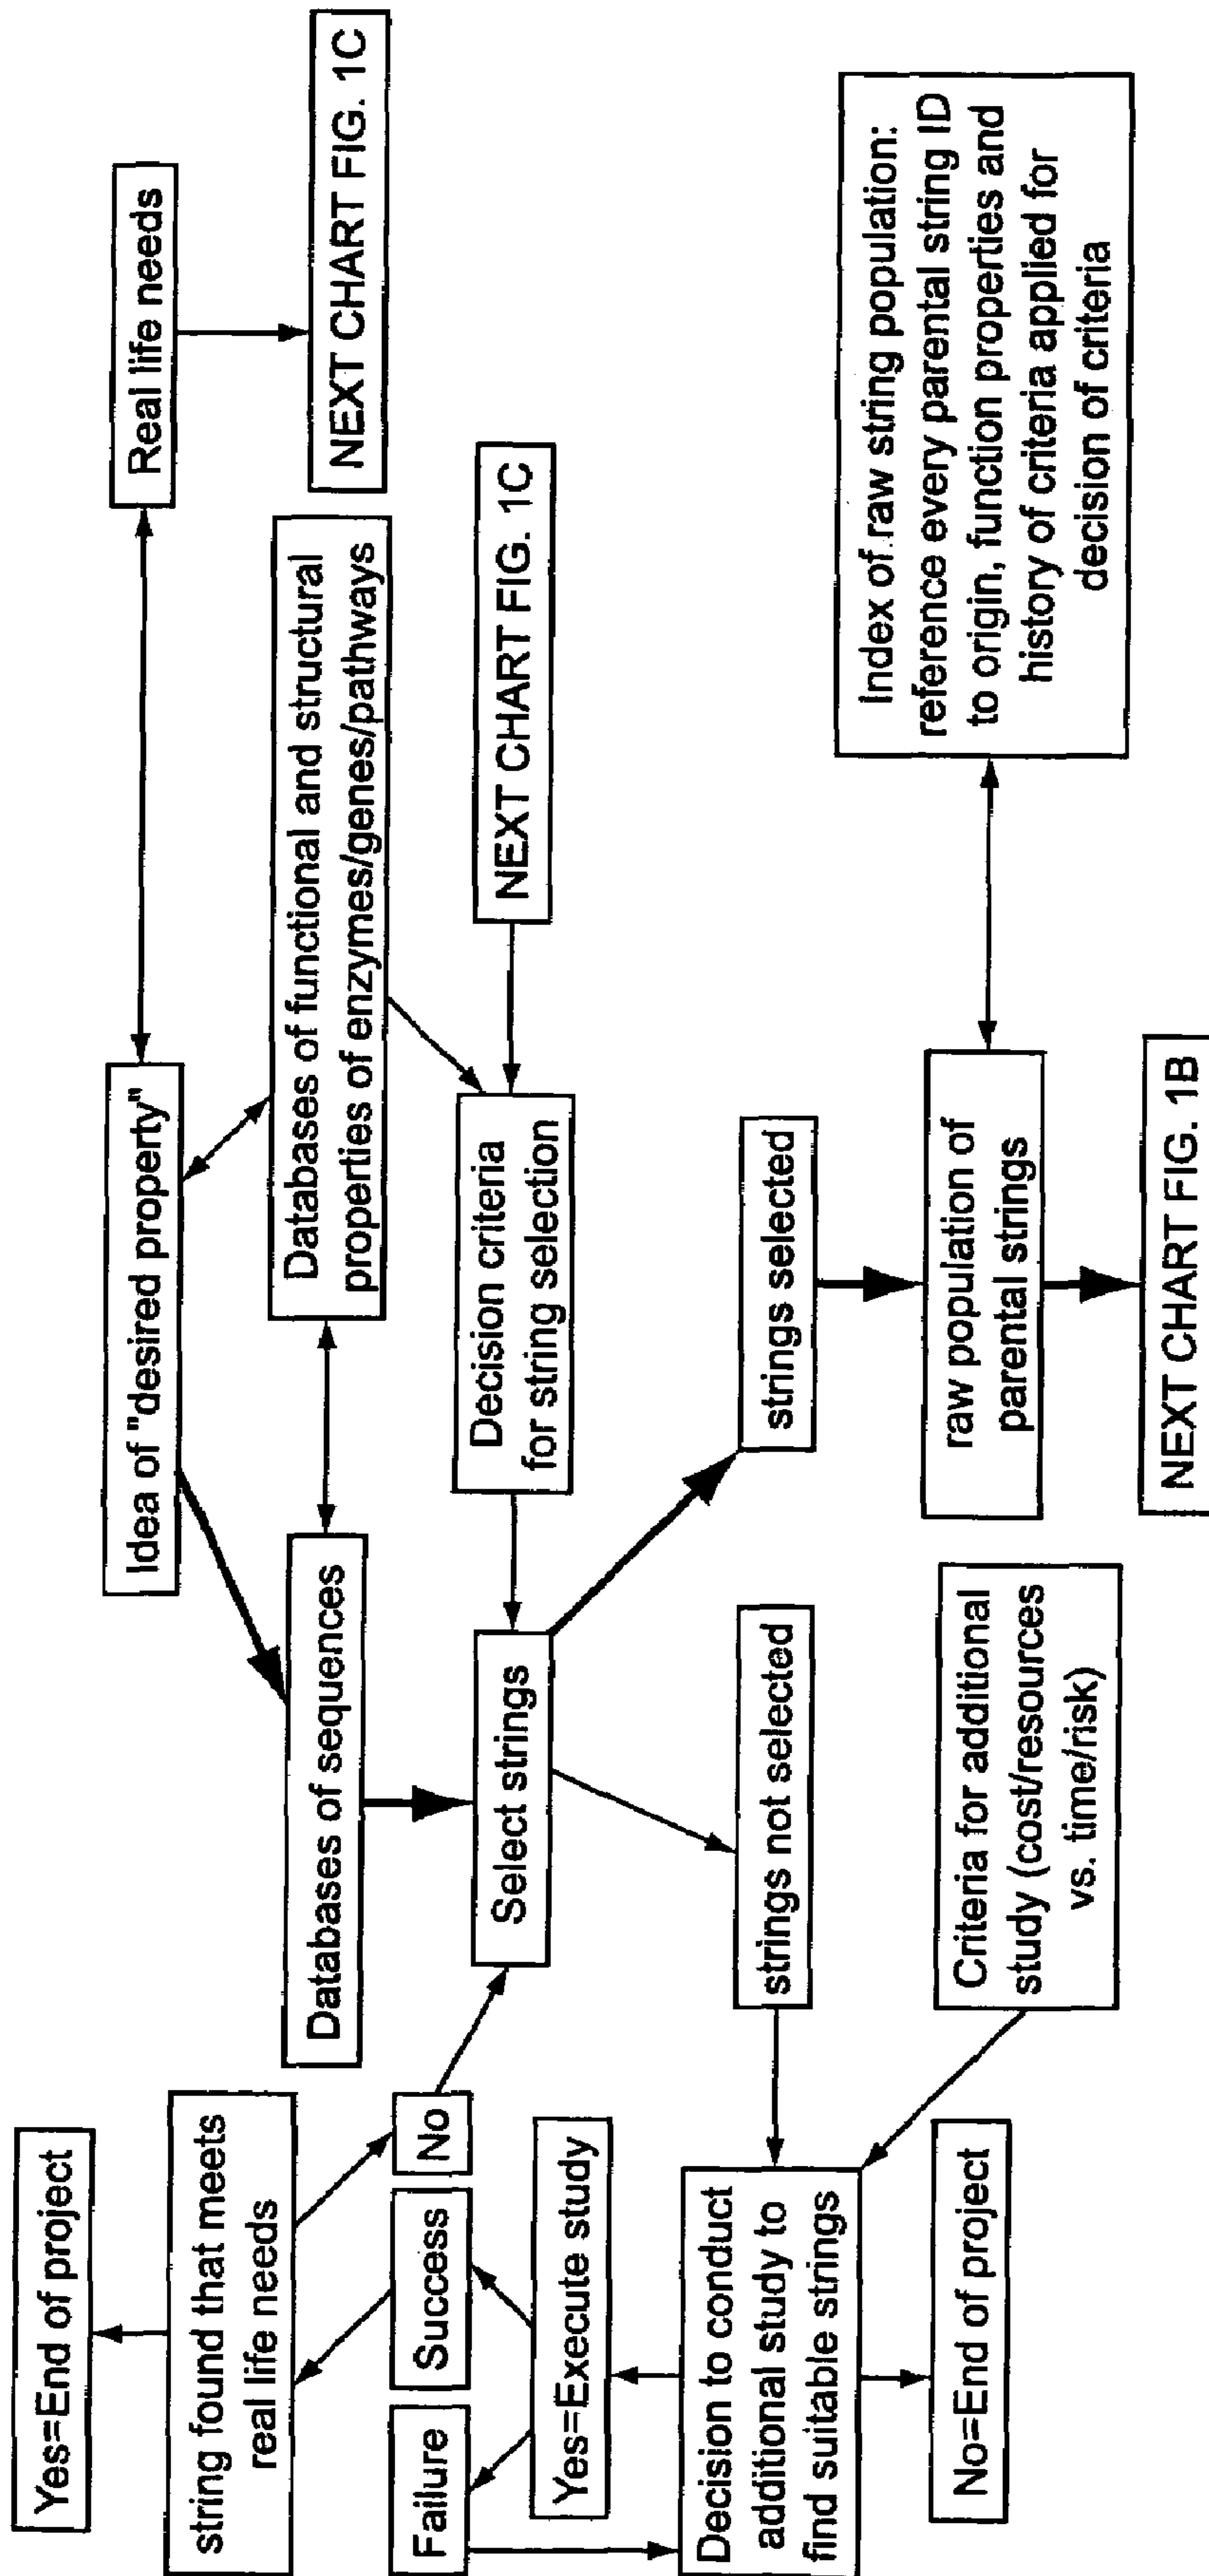 Yes=End of project
string found that meets
real life needs
Failure
Success
No
Yes=Execute study
Decision to conduct
additional study to
find suitable strings
No=End of project
Idea of "desired property"
Real life needs
NEXT CHART FIG. 1C
Databases of sequences
Databases of functional and structural
properties of enzymes/genes/pathways
Select strings
Decision criteria
for string selection
NEXT CHART FIG. 1C
strings not selected
strings selected
Criteria for additional
study (cost/resources
vs. time/risk)
raw population of
parental strings
Index of raw string population:
reference every parental string ID
to origin, function properties and
history of criteria applied for
decision of criteria
NEXT CHART FIG. 1B